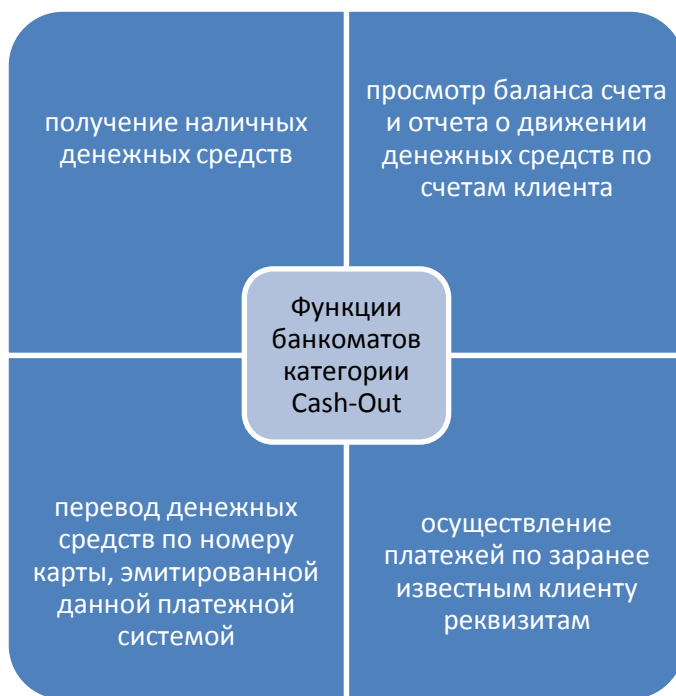 получение наличных
денежных средств
просмотр баланса счета
и отчета о движении
денежных средств по
счетам клиента
Функции
банкоматов
категории
Cash-Out
перевод денежных
средств по номеру
карты, эмитированной
данной платежной
системой
осуществление
платежей по заранее
известным клиенту
реквизитам